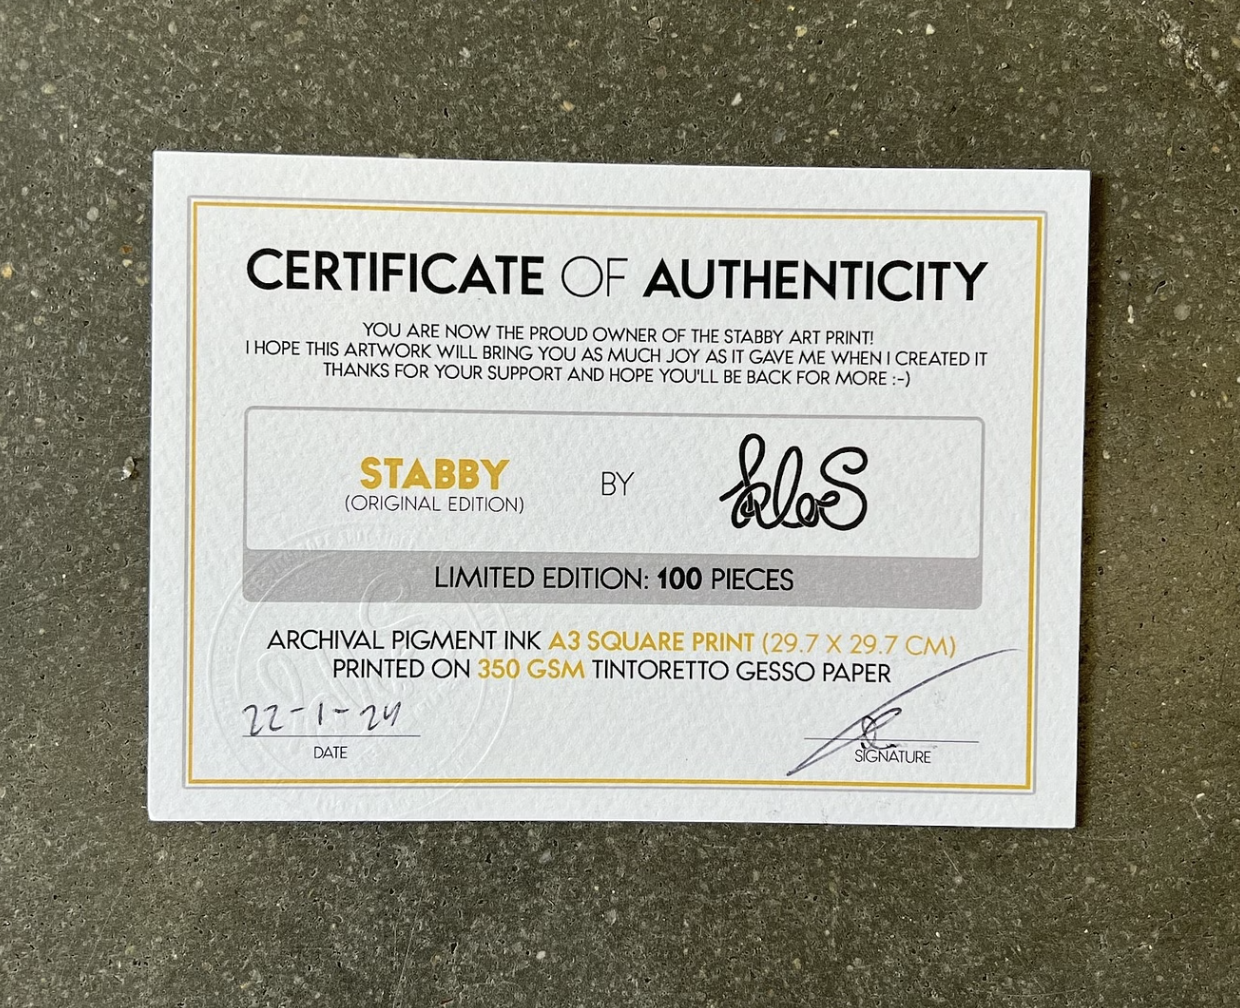 CERTIFICATE OF AUTHENTICITY
YOU ARE NOW THE PROUD OWNER OF THE STABBY ART PRINT!
I HOPE THIS ARTWORK WILL BRING YOU AS MUCH JOY AS IT GAVE ME WHEN I CREATED IT
THANKS FOR YOUR SUPPORT AND HOPE YOU'LL BE BACK FOR MORE :-)
STABBY
(ORIGINAL EDITION)
BY
LIMITED EDITION: 100 PIECES
ARCHIVAL PIGMENT INK A3 SQUARE PRINT (29.7 X 29.7 CM)
PRINTED ON 350 GSM TINTORETTO GESSO PAPER
22-1-24
DATE
SIGNATURE